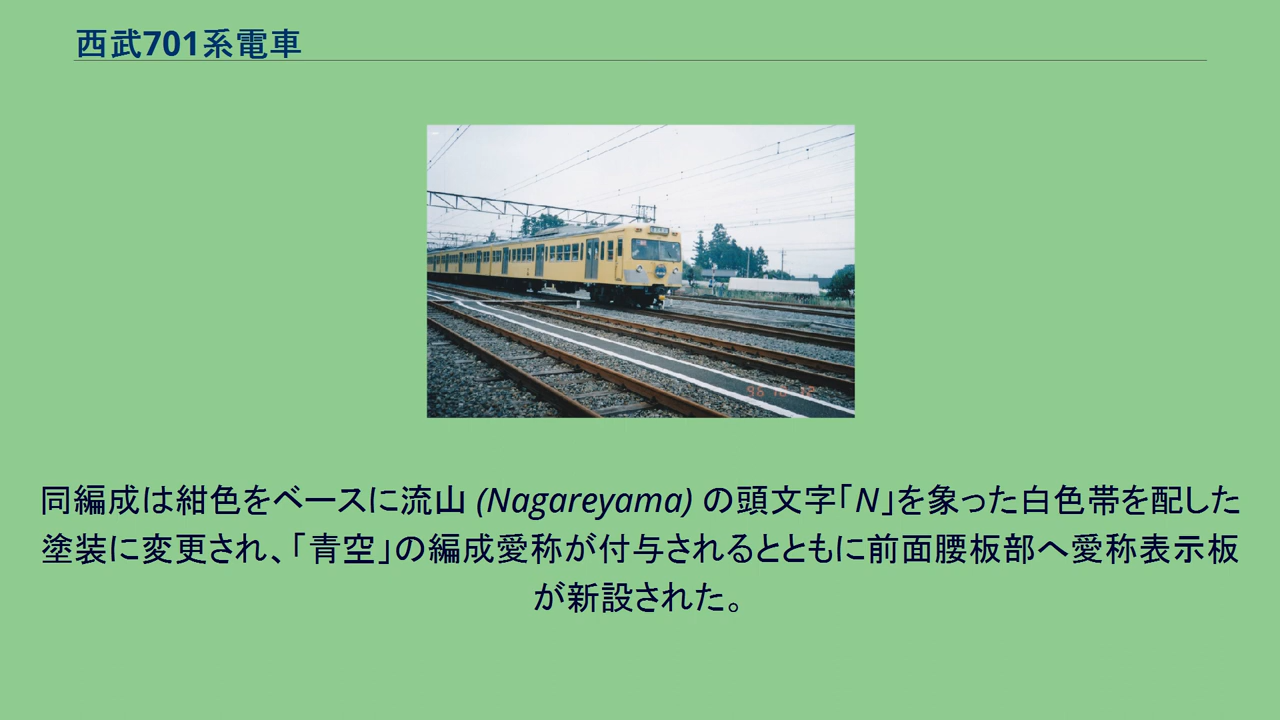 西武701系電車
同編成は紺色をベースに流山 (Nagareyama) の頭文字「N」を象った白色帯を配した
塗装に変更され、「青空」の編成愛称が付与されるとともに前面腰板部へ愛称表示板
が新設された。